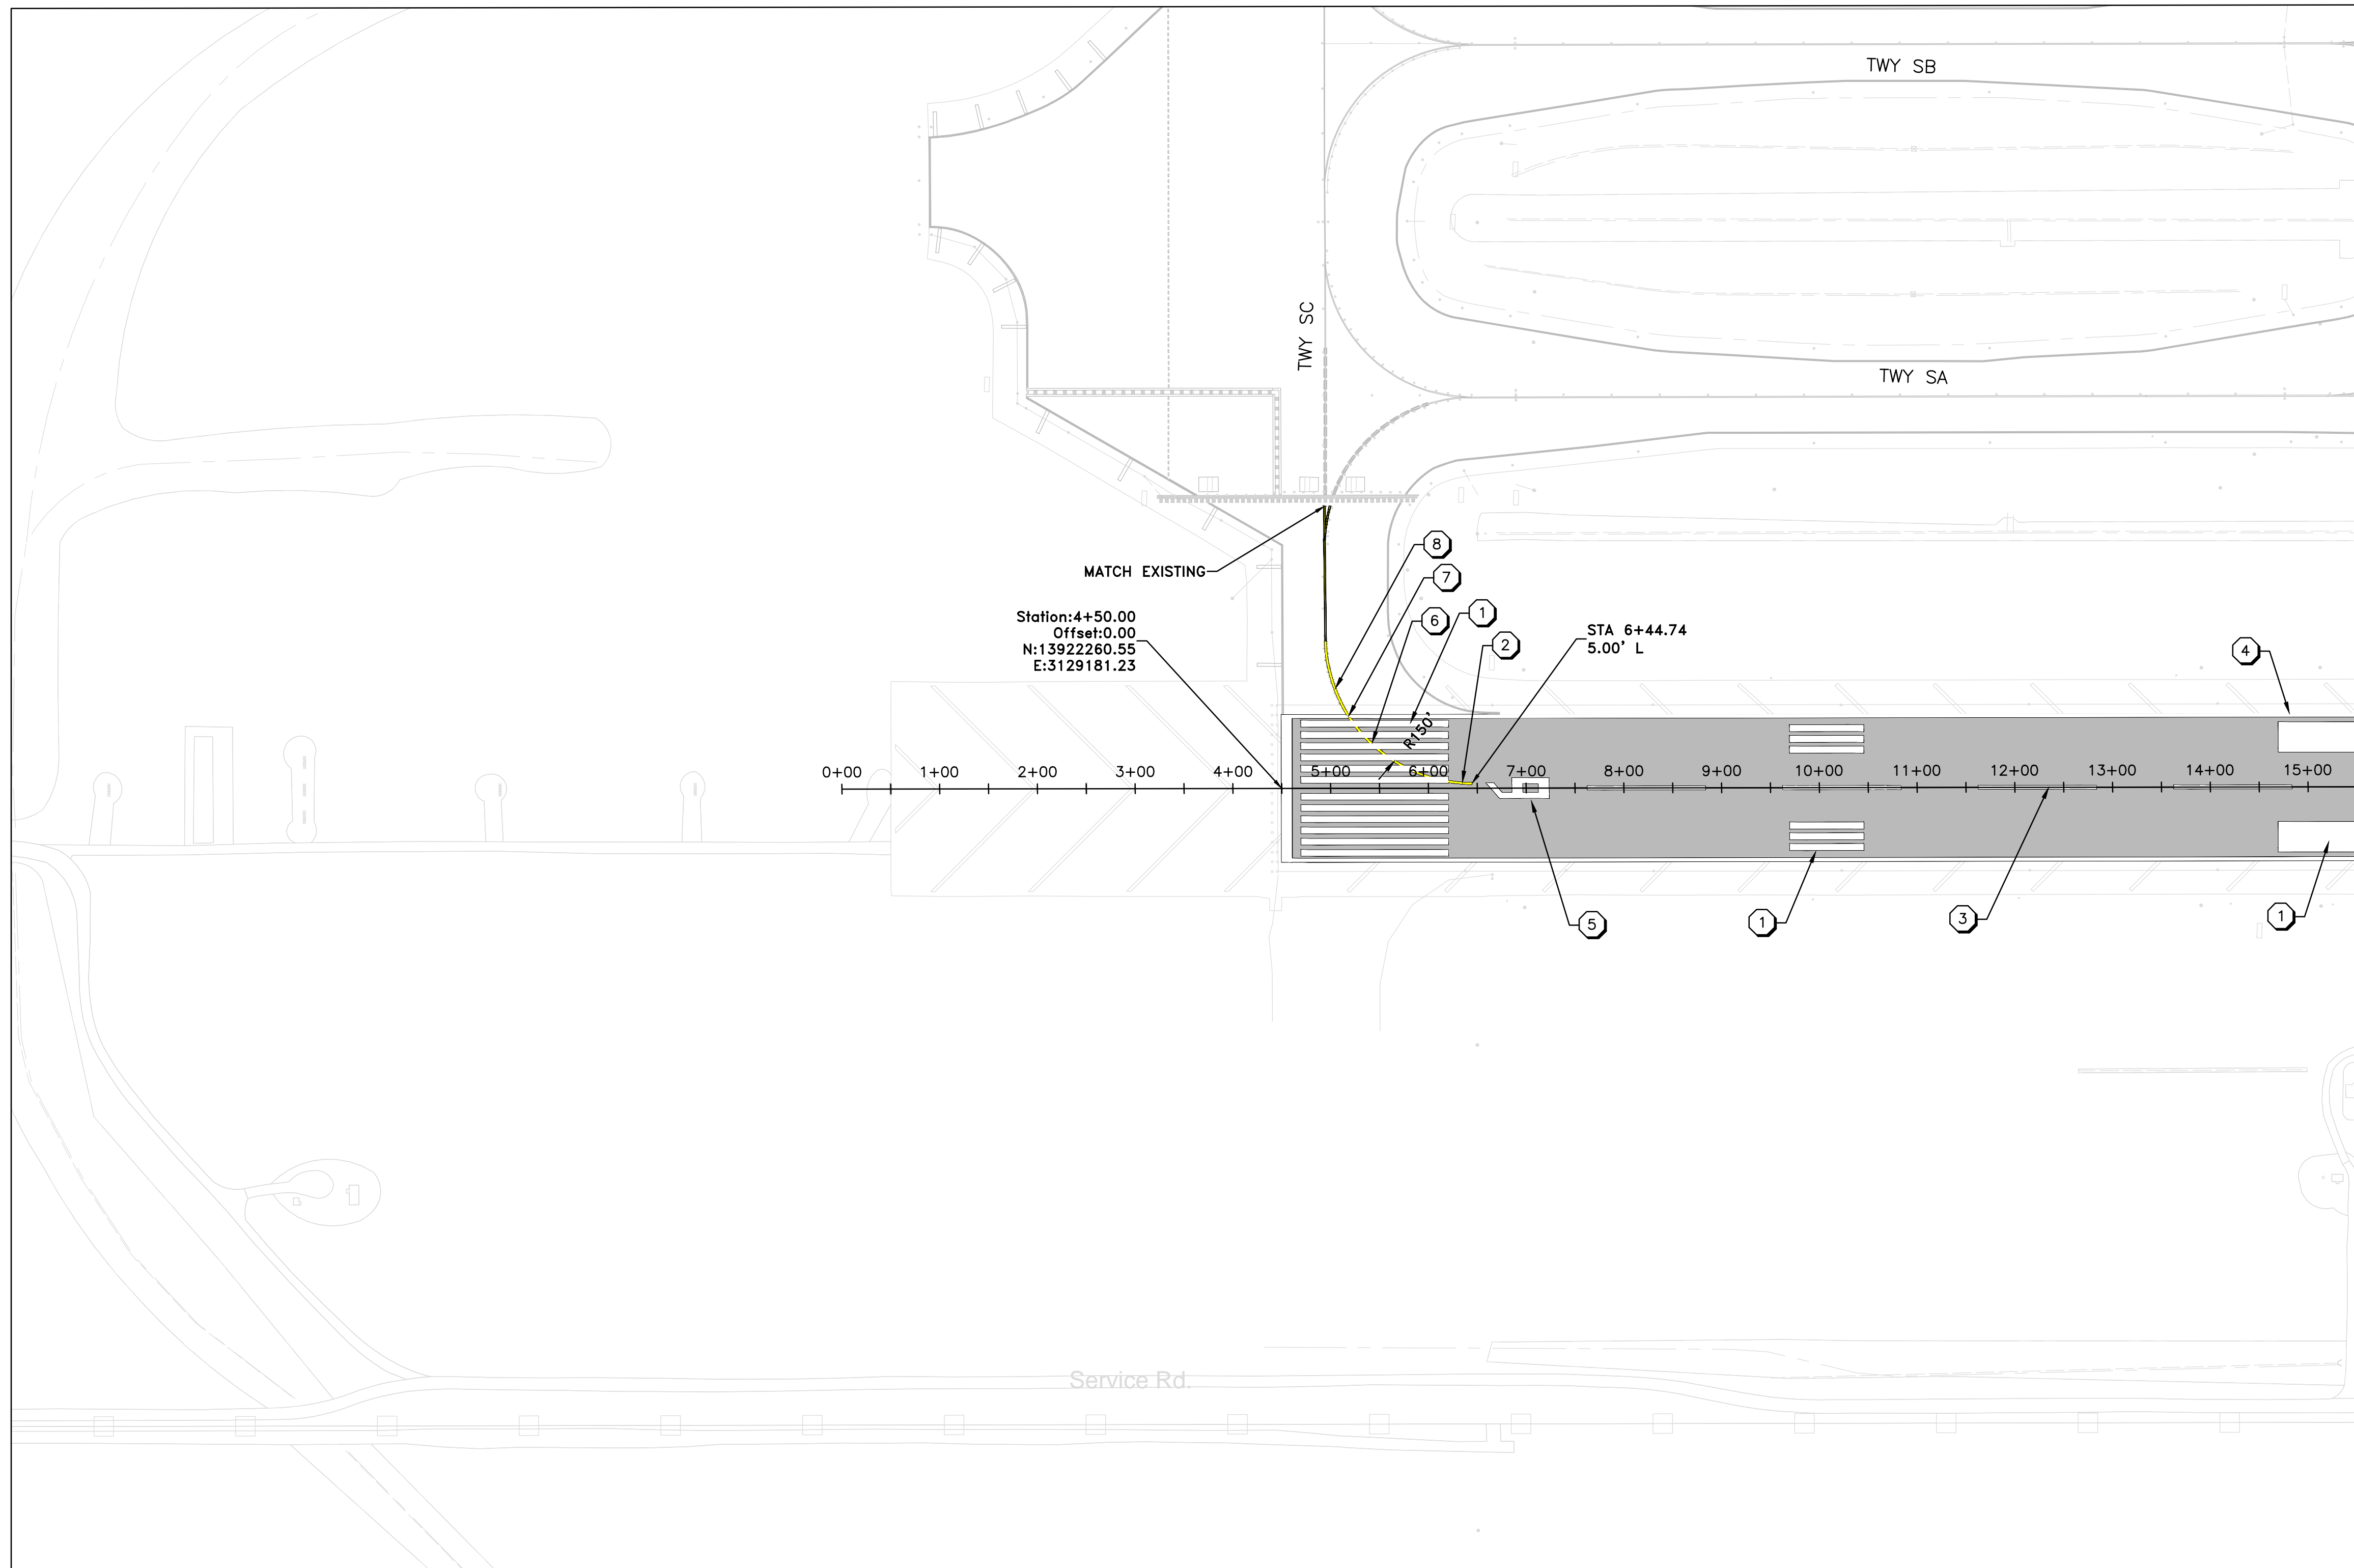 TWY SB
TWY SC
TWY SA
MATCH EXISTING
8
7
6
1
2
Station:4+50.00
Offset:0.00
N:13922260.55
E:3129181.23
STA 6+44.74
5.00' L
4
R150'
0+00
1+00
2+00
3+00
4+00
5+00
6+00
7+00
8+00
9+00
10+00
11+00
12+00
13+00
14+00
15+00
5
1
3
1
Service Rd.